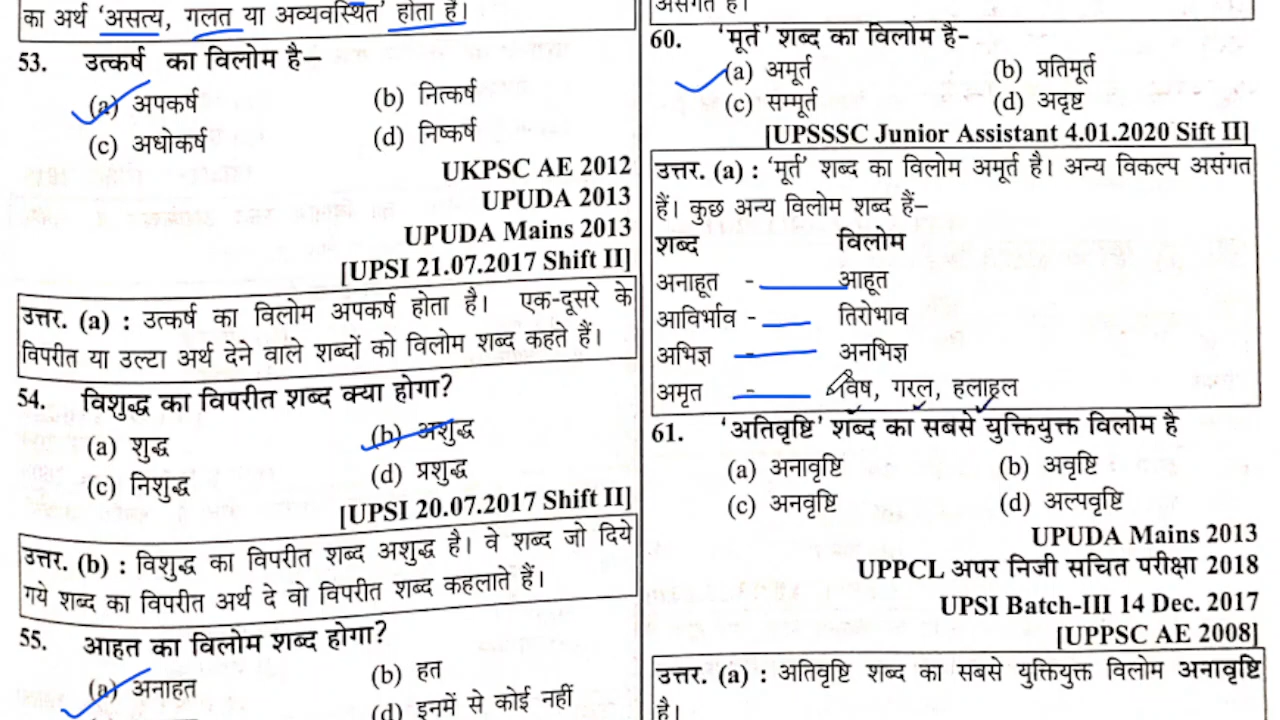 का अर्थ 'असत्य, गलत या अव्यवस्थित' होता है।
53. उत्कर्ष का विलोम है–
(a) अपकर्ष (b) नित्कर्ष
(c) अधोकर्ष (d) निष्कर्ष
UKPSC AE 2012
UPUDA 2013
UPUDA Mains 2013
[UPSI 21.07.2017 Shift II]
उत्तर. (a) : उत्कर्ष का विलोम अपकर्ष होता है। एक-दूसरे के
विपरीत या उल्टा अर्थ देने वाले शब्दों को विलोम शब्द कहते हैं।
54. विशुद्ध का विपरीत शब्द क्या होगा?
(a) शुद्ध (b) अशुद्ध
(c) निशुद्ध (d) प्रशुद्ध
[UPSI 20.07.2017 Shift II]
उत्तर. (b) : विशुद्ध का विपरीत शब्द अशुद्ध है। वे शब्द जो दिये
गये शब्द का विपरीत अर्थ दे वो विपरीत शब्द कहलाते हैं।
55. आहत का विलोम शब्द होगा?
(a) अनाहत (b) हत
(d) इनमें से कोई नहीं
असंगत हैं।
60. 'मूर्त' शब्द का विलोम है-
(a) अमूर्त (b) प्रतिमूर्त
(c) सम्मूर्त (d) अदृष्ट
[UPSSSC Junior Assistant 4.01.2020 Sift II]
उत्तर. (a) : 'मूर्त' शब्द का विलोम अमूर्त है। अन्य विकल्प असंगत
हैं। कुछ अन्य विलोम शब्द हैं–
शब्द विलोम
अनाहूत - आहूत
आविर्भाव - तिरोभाव
अभिज्ञ - अनभिज्ञ
अमृत - विष, गरल, हलाहल
61. 'अतिवृष्टि' शब्द का सबसे युक्तियुक्त विलोम है
(a) अनावृष्टि (b) अवृष्टि
(c) अनवृष्टि (d) अल्पवृष्टि
UPUDA Mains 2013
UPPCL अपर निजी सचित परीक्षा 2018
UPSI Batch-III 14 Dec. 2017
[UPPSC AE 2008]
उत्तर. (a) : अतिवृष्टि शब्द का सबसे युक्तियुक्त विलोम अनावृष्टि
है।